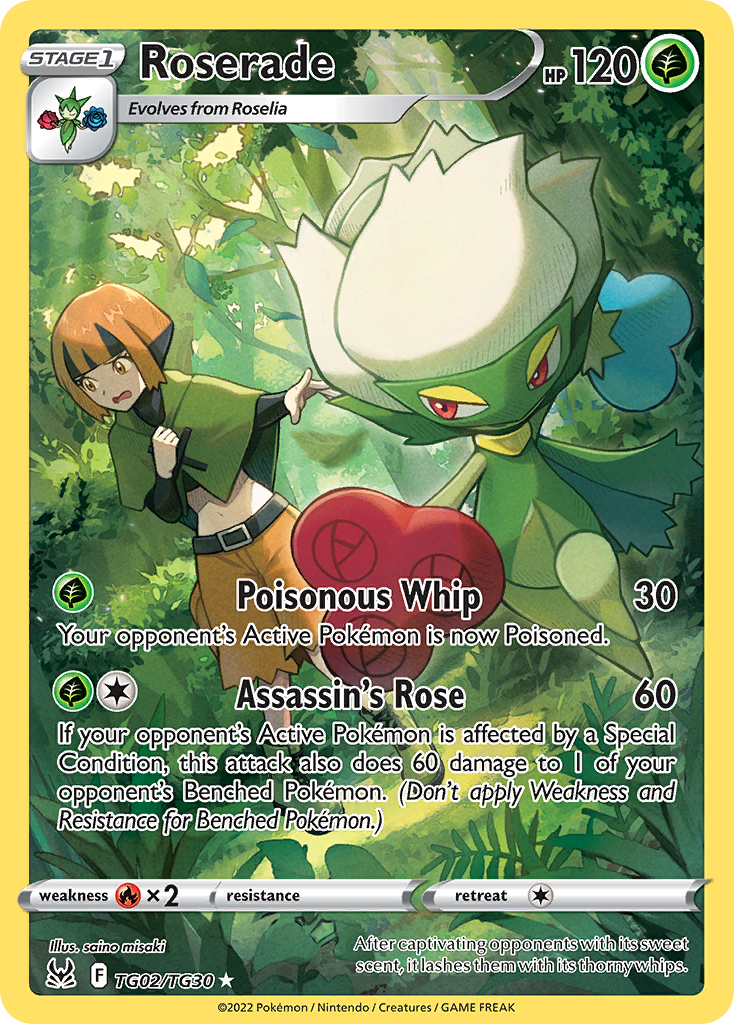 STAGE 1
Roserade
HP 120
Evolves from Roselia
Poisonous Whip 30
Your opponent's Active Pokémon is now Poisoned.
Assassin's Rose 60
If your opponent's Active Pokémon is affected by a Special
Condition, this attack also does 60 damage to 1 of your
opponent's Benched Pokémon. (Don't apply Weakness and
Resistance for Benched Pokémon.)
weakness ×2 resistance retreat
Illus. saino misaki
After captivating opponents with its sweet
scent, it lashes them with its thorny whips.
F TG02/TG30 ★
©2022 Pokémon / Nintendo / Creatures / GAME FREAK